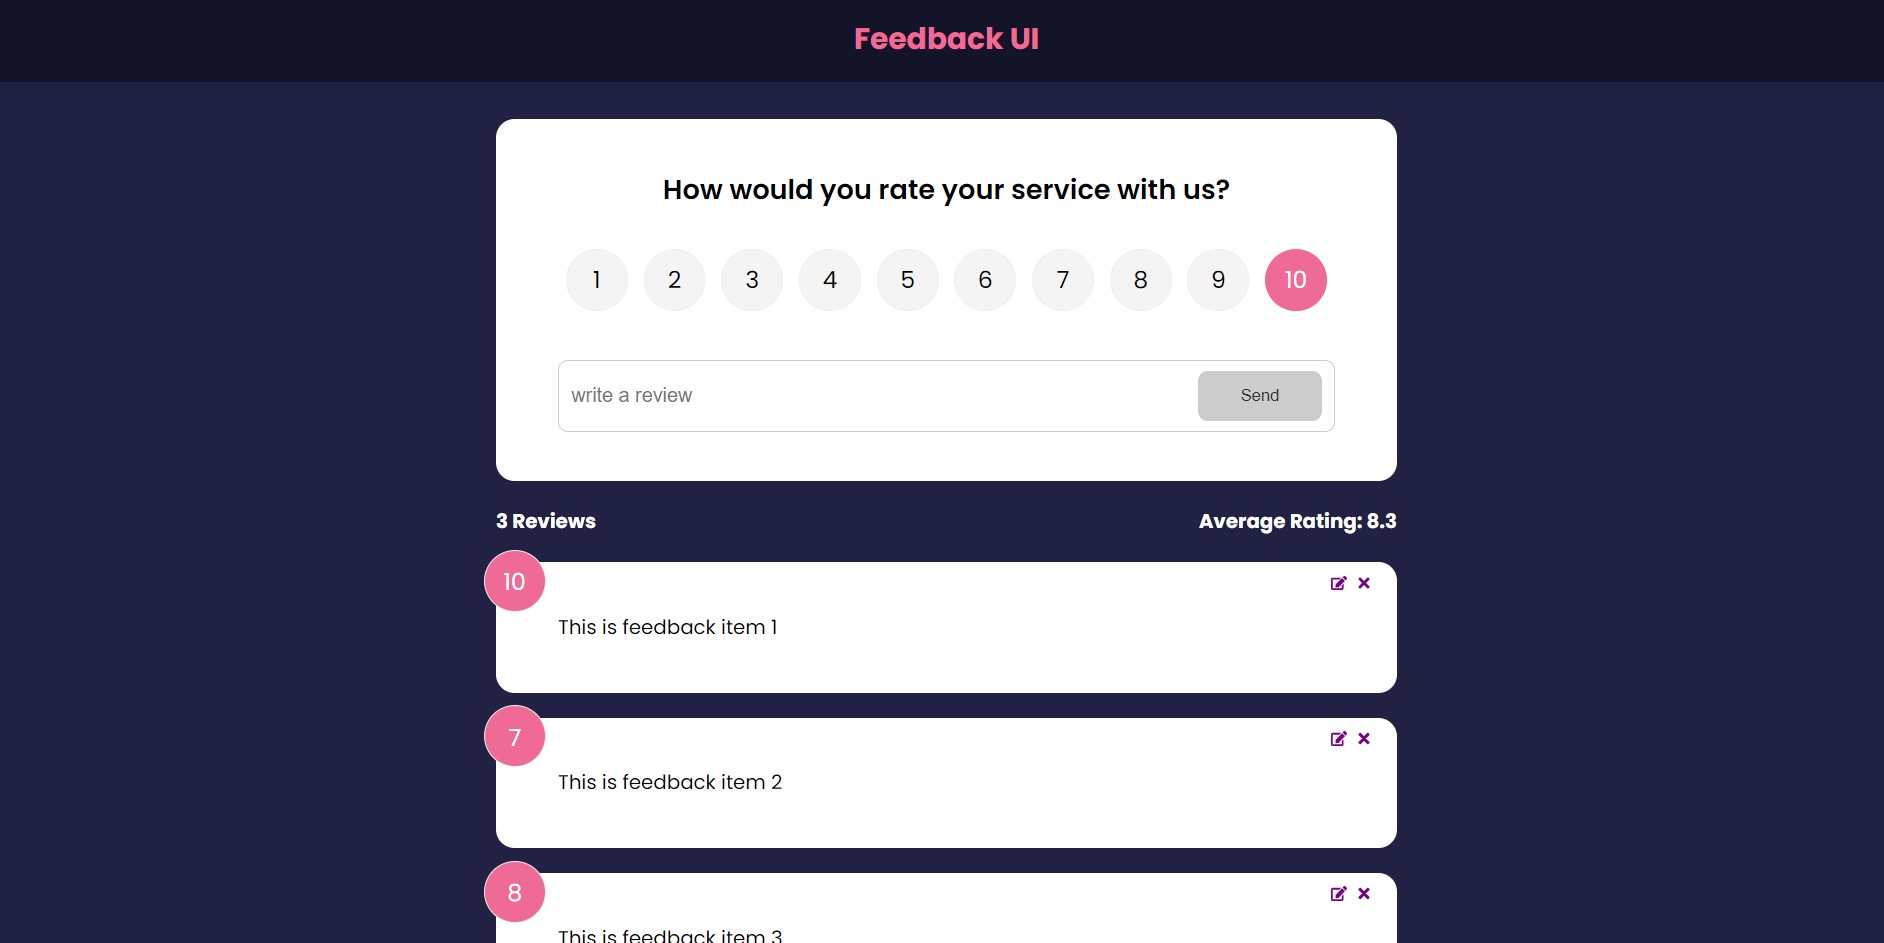 Feedback UI
How would you rate your service with us?
1 2 3 4 5 6 7 8 9 10
write a review Send
3 Reviews Average Rating: 8.3
10
This is feedback item 1
7
This is feedback item 2
8
This is feedback item 3